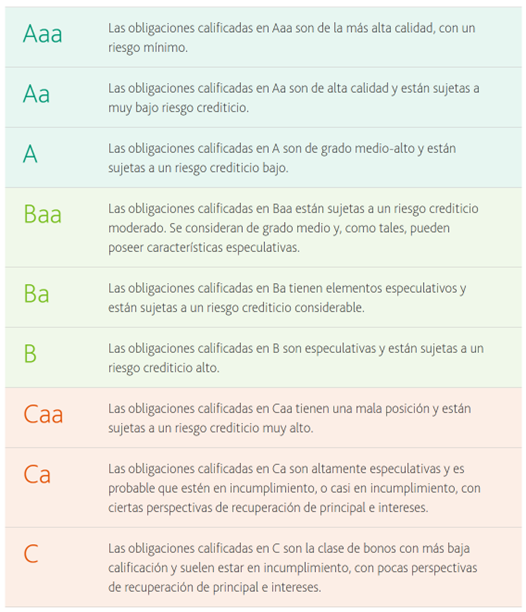 Aaa
Las obligaciones calificadas en Aaa son de la más alta calidad, con un
riesgo mínimo.
Aa
Las obligaciones calificadas en Aa son de alta calidad y están sujetas a
muy bajo riesgo crediticio.
A
Las obligaciones calificadas en A son de grado medio-alto y están
sujetas a un riesgo crediticio bajo.
Baa
Las obligaciones calificadas en Baa están sujetas a un riesgo crediticio
moderado. Se consideran de grado medio y, como tales, pueden
poseer características especulativas.
Ba
Las obligaciones calificadas en Ba tienen elementos especulativos y
están sujetas a un riesgo crediticio considerable.
B
Las obligaciones calificadas en B son especulativas y están sujetas a un
riesgo crediticio alto.
Caa
Las obligaciones calificadas en Caa tienen una mala posición y están
sujetas a un riesgo crediticio muy alto.
Ca
Las obligaciones calificadas en Ca son altamente especulativas y es
probable que estén en incumplimiento, o casi en incumplimiento, con
ciertas perspectivas de recuperación de principal e intereses.
C
Las obligaciones calificadas en C son la clase de bonos con más baja
calificación y suelen estar en incumplimiento, con pocas perspectivas
de recuperación de principal e intereses.